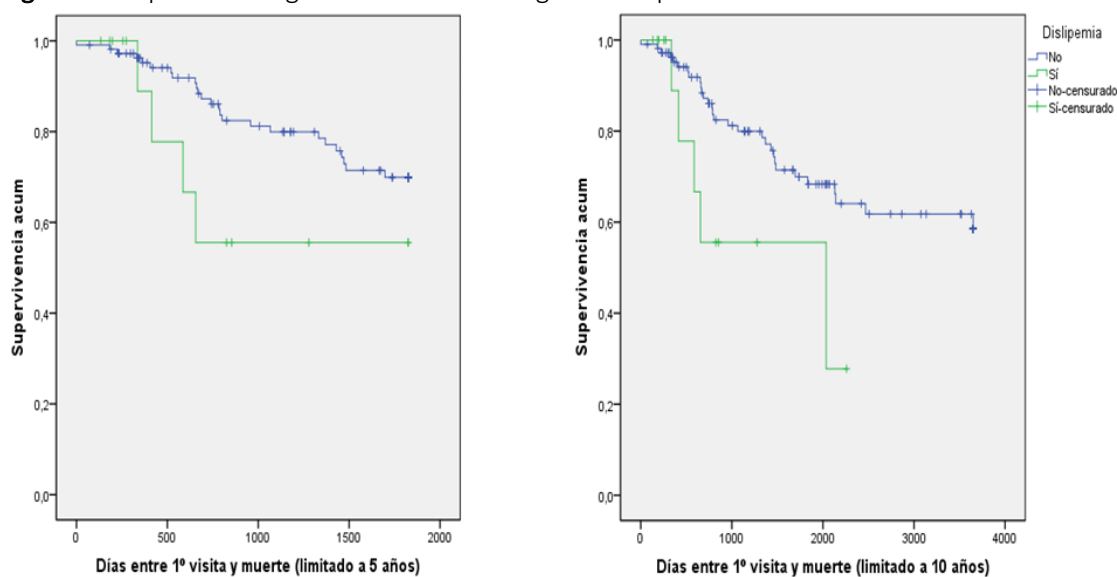 1,0
0,8
0,6
0,4
0,2
0,0
0
500
1000
1500
2000
Supervivencia acum
Días entre 1º visita y muerte (limitado a 5 años)
1,0
0,8
0,6
0,4
0,2
0,0
0
1000
2000
3000
4000
Supervivencia acum
Días entre 1º visita y muerte (limitado a 10 años)
Dislipemia
No
Sí
No-censurado
Sí-censurado